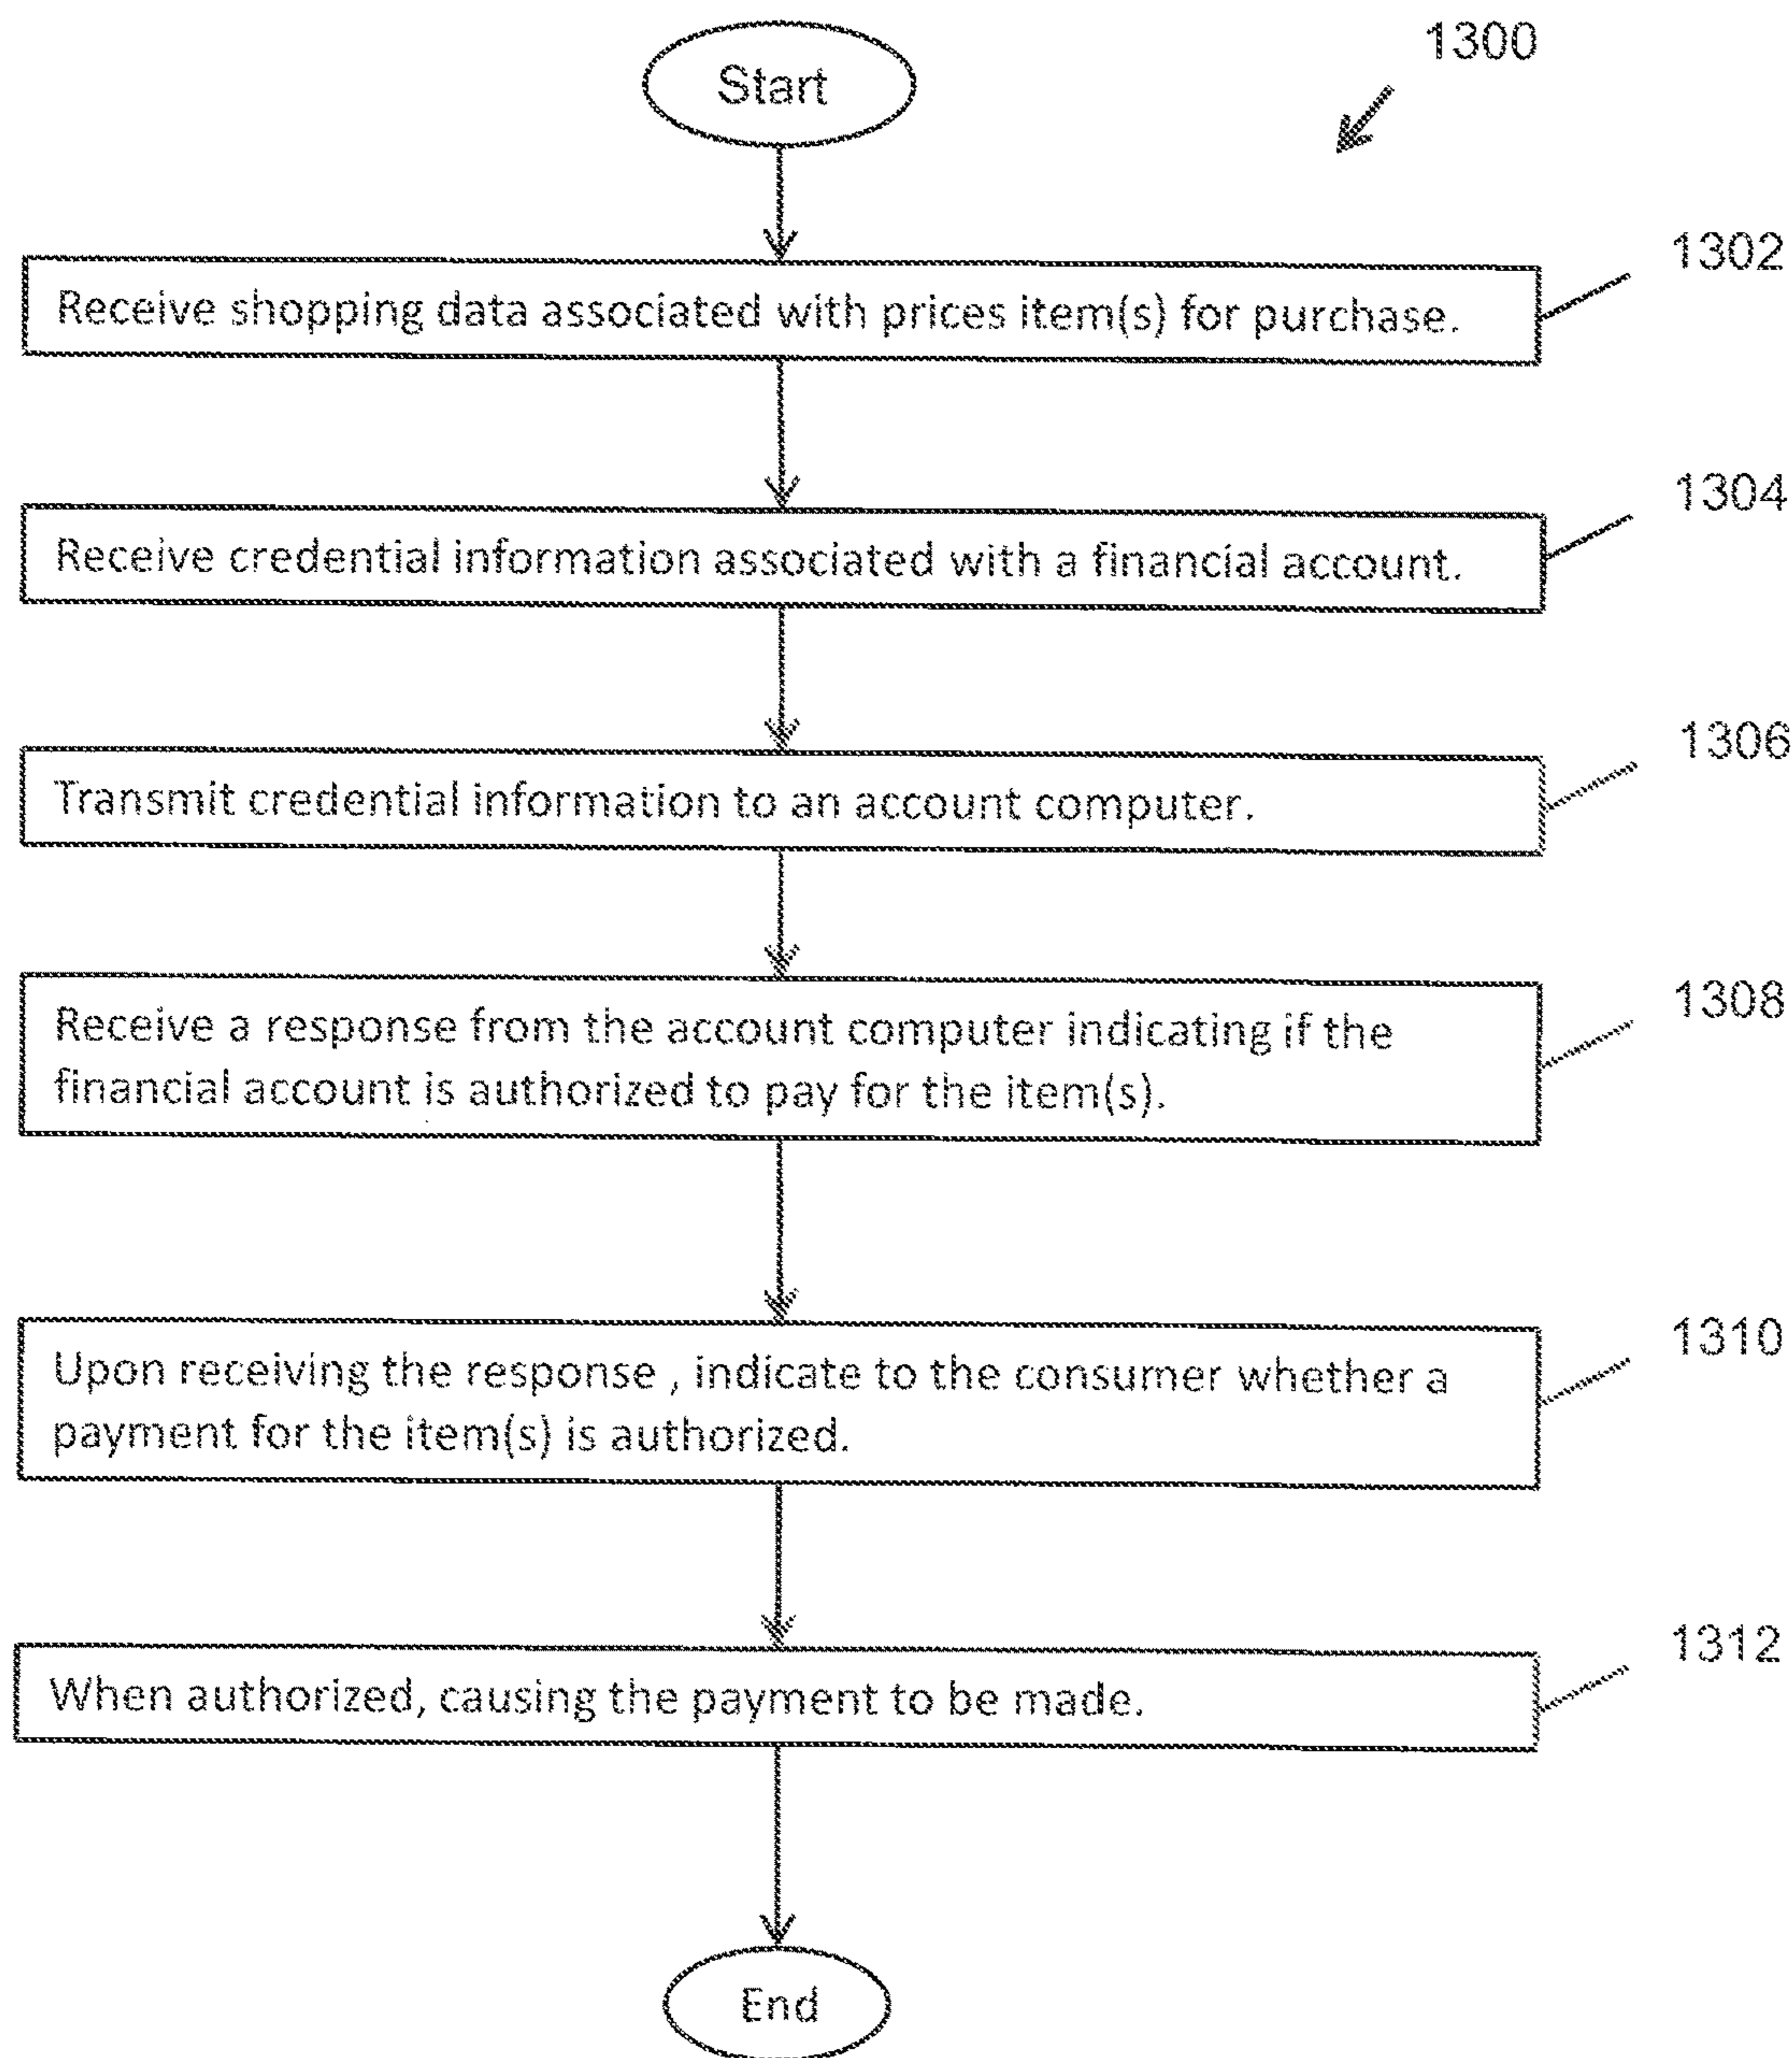 1300
Start
1302
Receive shopping data associated with prices item(s) for purchase.
1304
Receive credential information associated with a financial account.
1306
Transmit credential information to an account computer.
1308
Receive a response from the account computer indicating if the
financial account is authorized to pay for the item(s).
1310
Upon receiving the response , indicate to the consumer whether a
payment for the item(s) is authorized.
1312
When authorized, causing the payment to be made.
End